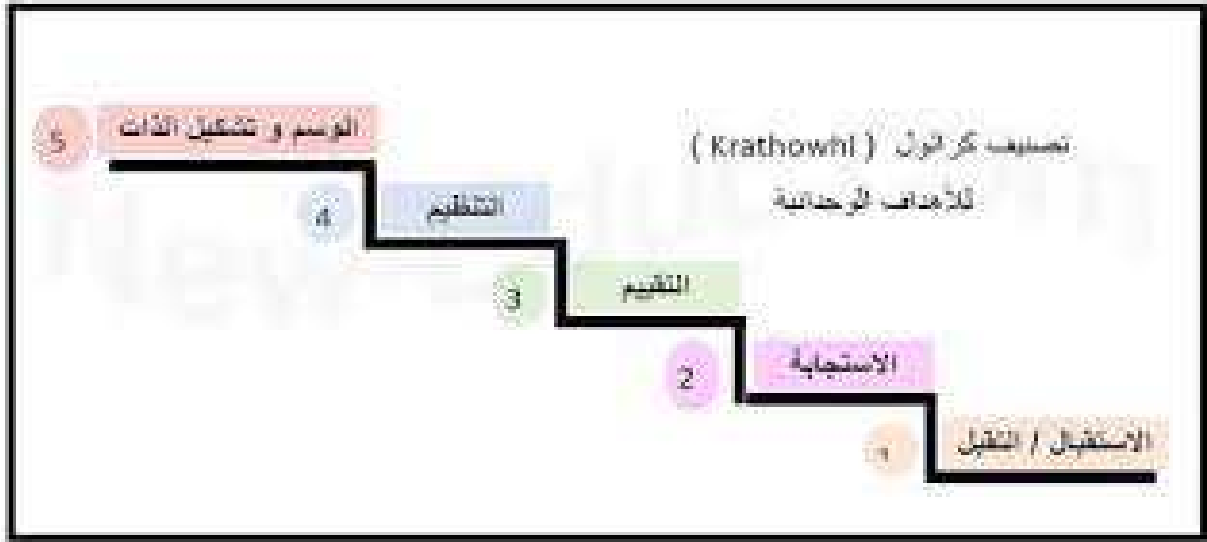 تصنيف كراثول ( Krathowhl )
للأهداف الوجدانية
5 الوسم و تشكيل الذات
4 التنظيم
3 التقييم
2 الاستجابة
1 الاستقبال / التقبل